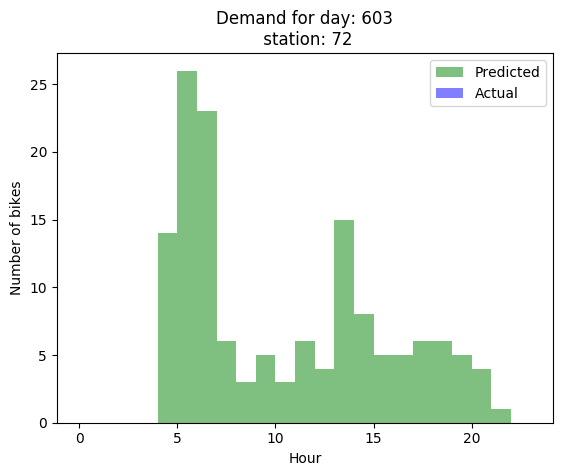 Demand for day: 603
station: 72
Predicted
Actual
Number of bikes
25
20
15
10
5
0
0
5
10
15
20
Hour